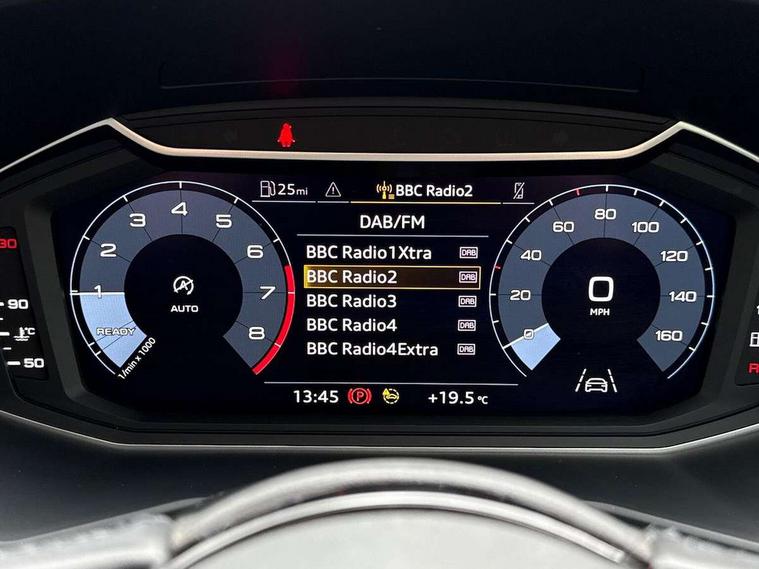 25mi
BBC Radio2
DAB/FM
BBC Radio1Xtra DAB
BBC Radio2 DAB
BBC Radio3 DAB
BBC Radio4 DAB
BBC Radio4Extra DAB
13:45 P +19.5 °C
1 2 3 4 5 6 7 8
AUTO
READY
1/min x 1000
0 20 40 60 80 100 120 140 160
0
MPH
90
°C
50